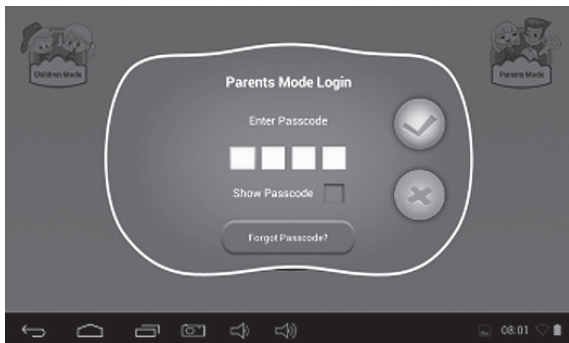 Children Mode
Parents Mode
Parents Mode Login
Enter Passcode
Show Passcode
Forgot Passcode?
08:01